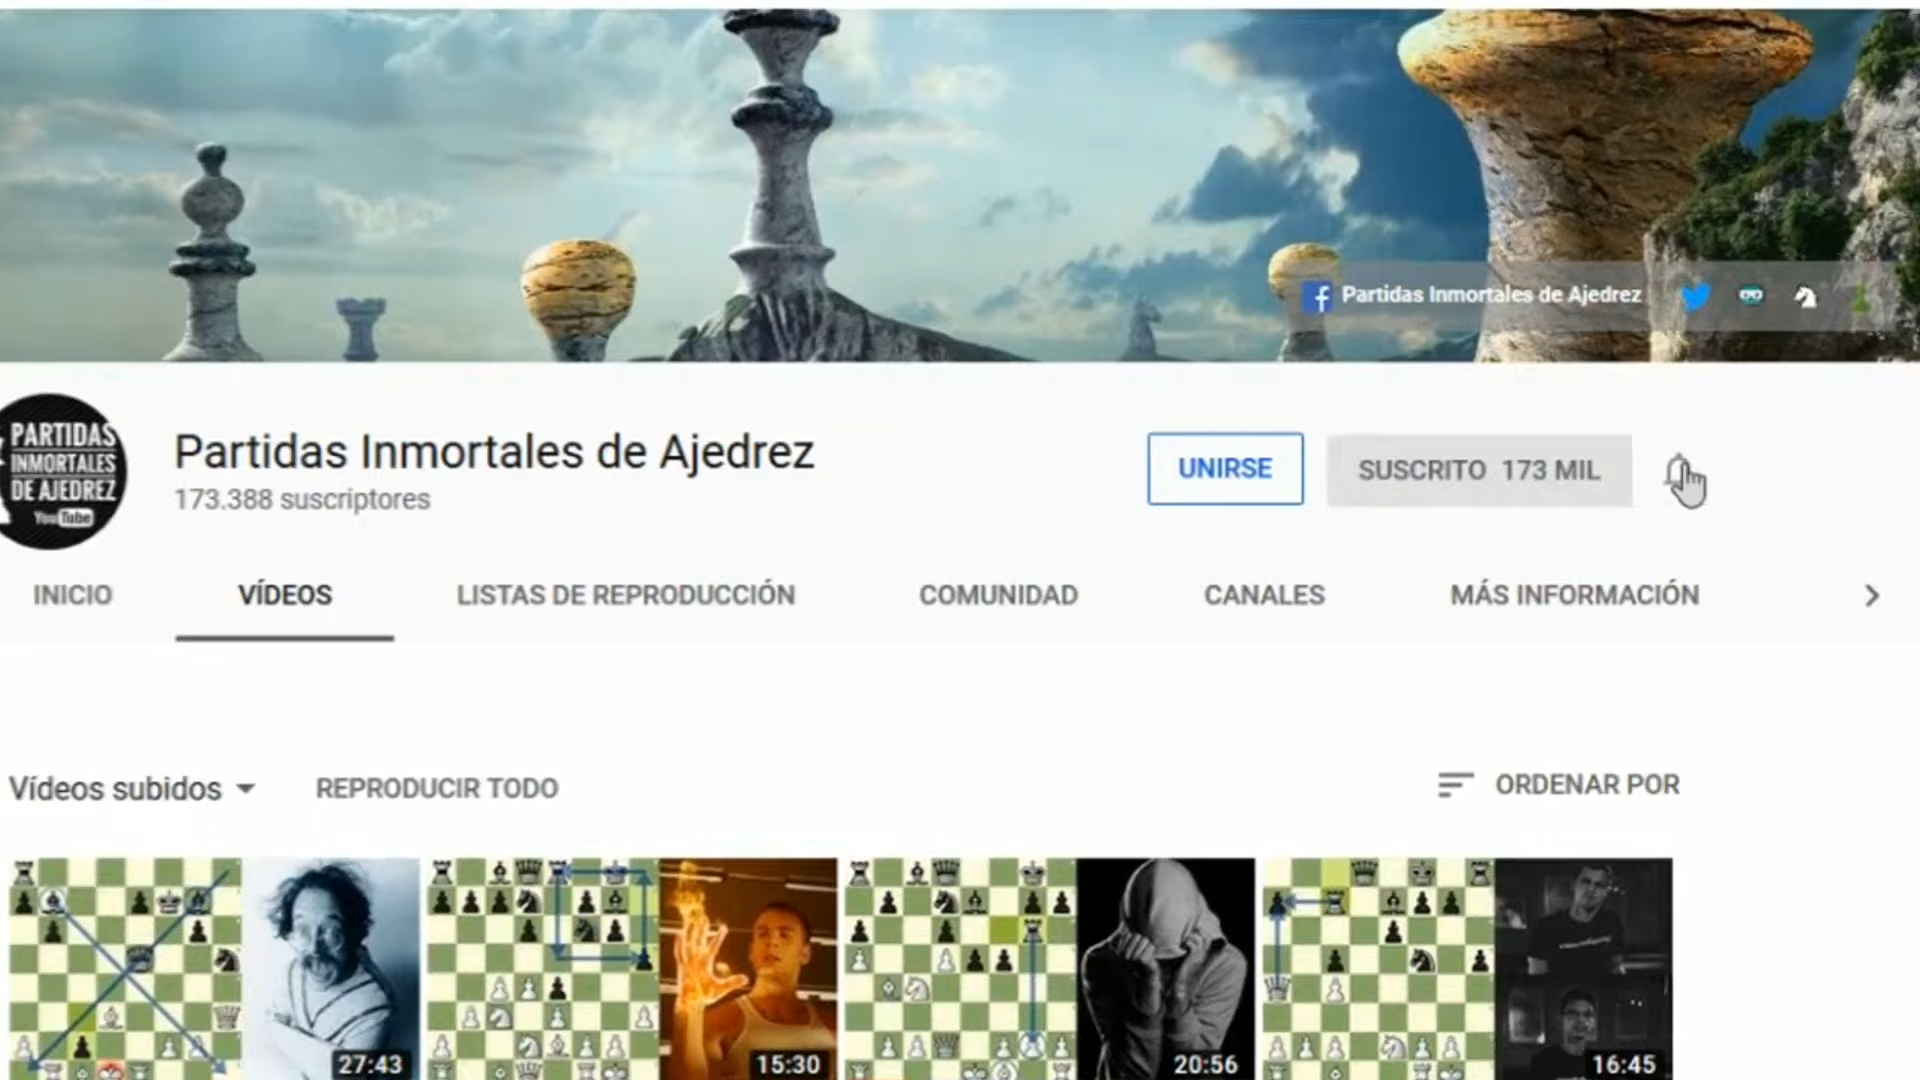 Partidas Inmortales de Ajedrez
PARTIDAS
INMORTALES
DE AJEDREZ
YouTube
Partidas Inmortales de Ajedrez
173.388 suscriptores
UNIRSE
SUSCRITO 173 MIL
INICIO
VÍDEOS
LISTAS DE REPRODUCCIÓN
COMUNIDAD
CANALES
MÁS INFORMACIÓN
Vídeos subidos
REPRODUCIR TODO
ORDENAR POR
27:43
15:30
20:56
16:45